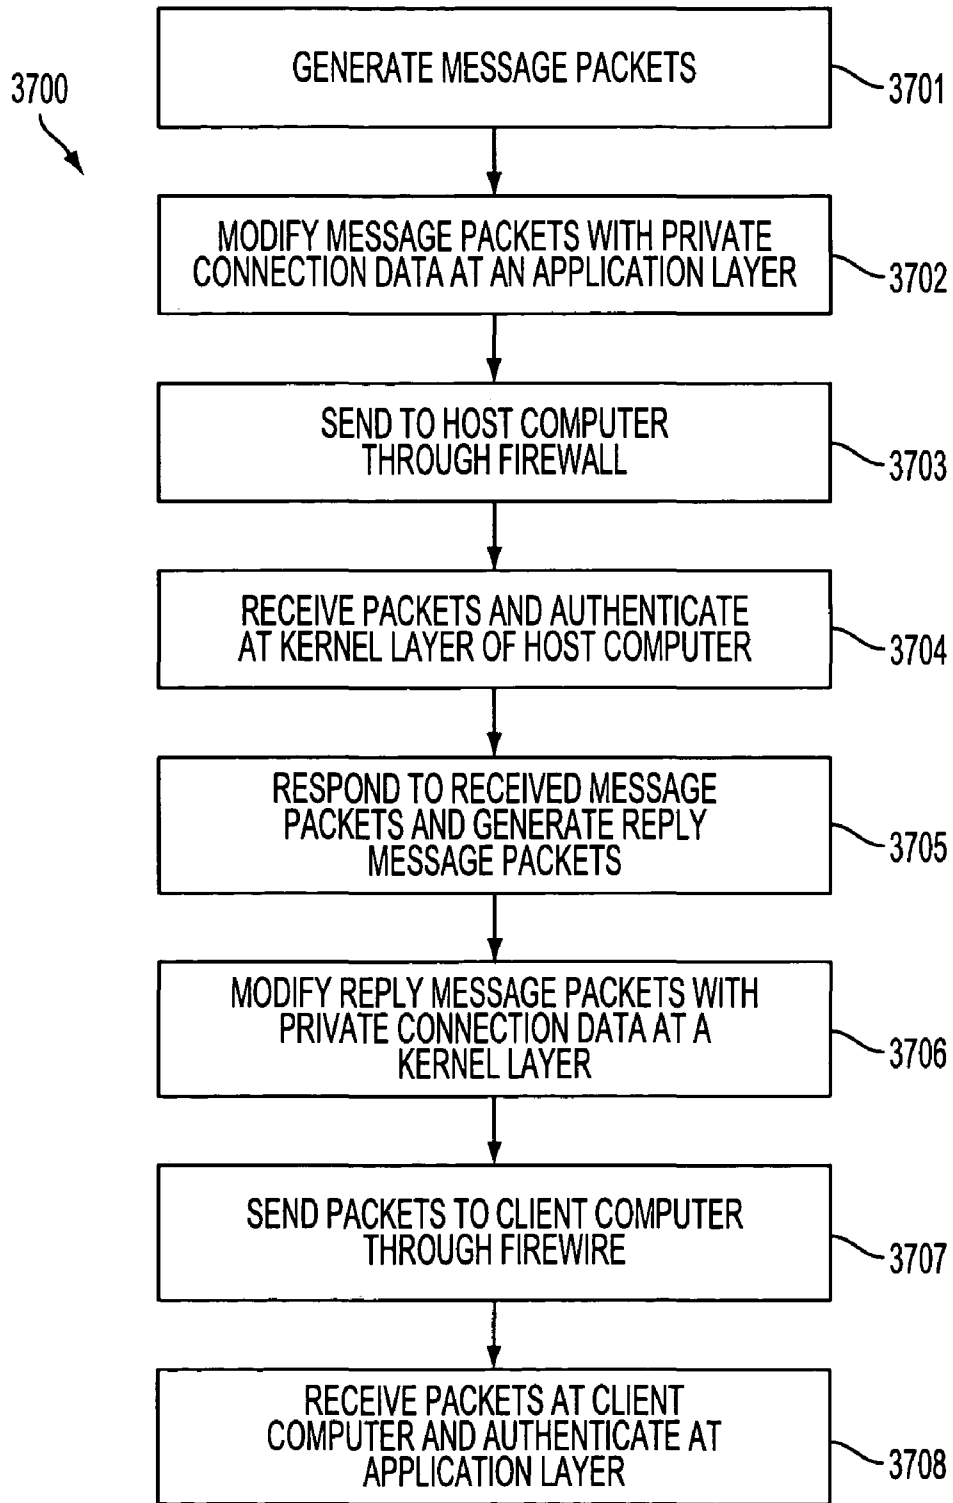 3700
GENERATE MESSAGE PACKETS
3701
MODIFY MESSAGE PACKETS WITH PRIVATE
CONNECTION DATA AT AN APPLICATION LAYER
3702
SEND TO HOST COMPUTER
THROUGH FIREWALL
3703
RECEIVE PACKETS AND AUTHENTICATE
AT KERNEL LAYER OF HOST COMPUTER
3704
RESPOND TO RECEIVED MESSAGE
PACKETS AND GENERATE REPLY
MESSAGE PACKETS
3705
MODIFY REPLY MESSAGE PACKETS WITH
PRIVATE CONNECTION DATA AT A
KERNEL LAYER
3706
SEND PACKETS TO CLIENT COMPUTER
THROUGH FIREWIRE
3707
RECEIVE PACKETS AT CLIENT
COMPUTER AND AUTHENTICATE AT
APPLICATION LAYER
3708